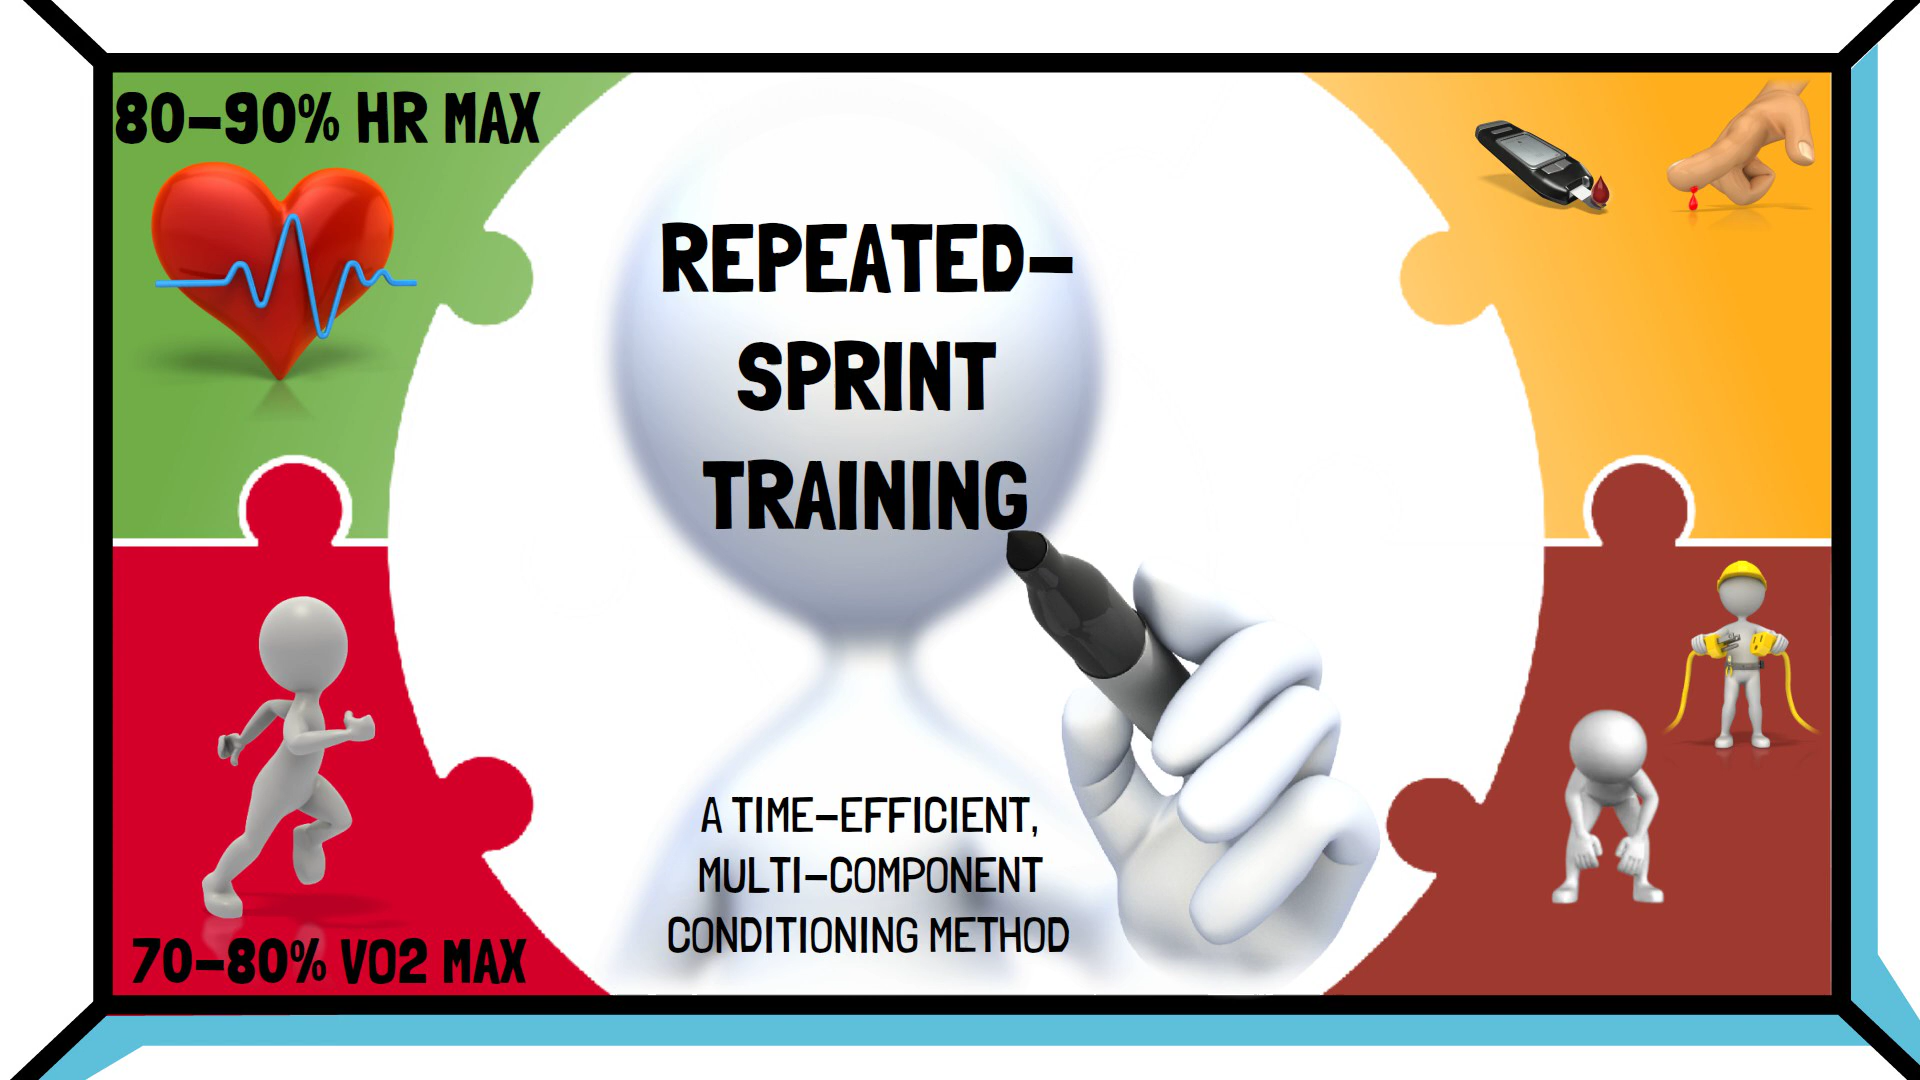 80-90% HR MAX
REPEATED-
SPRINT
TRAINING
A TIME-EFFICIENT,
MULTI-COMPONENT
CONDITIONING METHOD
70-80% VO2 MAX